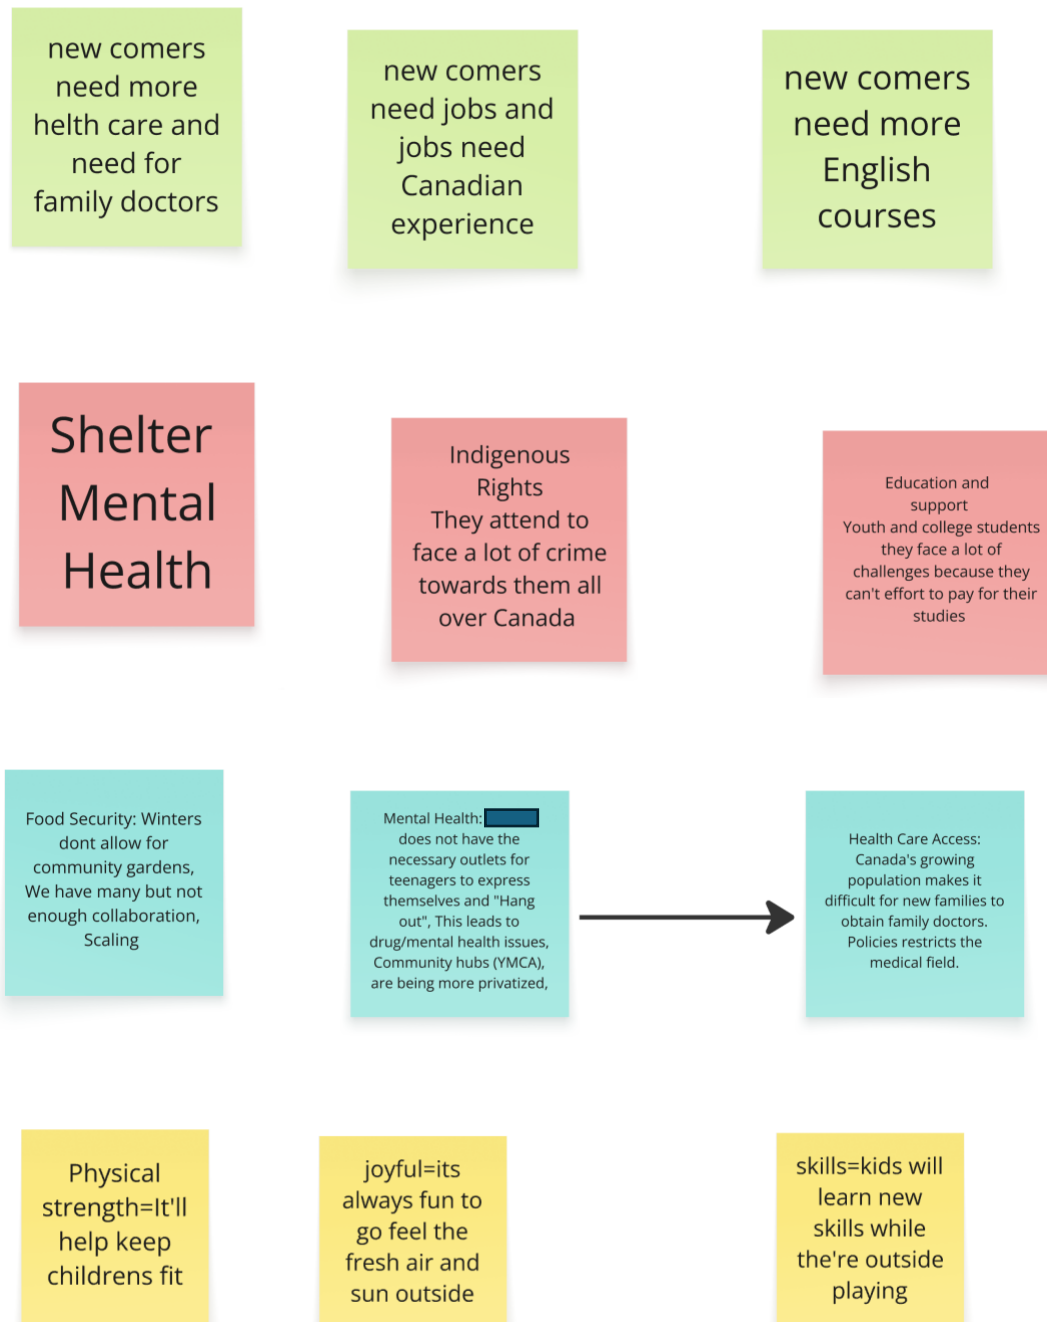 new comers
need more
helth care and
need for
family doctors
new comers
need jobs and
jobs need
Canadian
experience
new comers
need more
English
courses
Shelter
Mental
Health
Indigenous
Rights
They attend to
face a lot of crime
towards them all
over Canada
Education and
support
Youth and college students
they face a lot of
challenges because they
can't effort to pay for their
studies
Food Security: Winters
dont allow for
community gardens,
We have many but not
enough collaboration,
Scaling
Mental Health:
does not have the
necessary outlets for
teenagers to express
themselves and "Hang
out", This leads to
drug/mental health issues,
Community hubs (YMCA),
are being more privatized,
Health Care Access:
Canada's growing
population makes it
difficult for new families to
obtain family doctors.
Policies restricts the
medical field.
Physical
strength=It'll
help keep
childrens fit
joyful=its
always fun to
go feel the
fresh air and
sun outside
skills=kids will
learn new
skills while
the're outside
playing